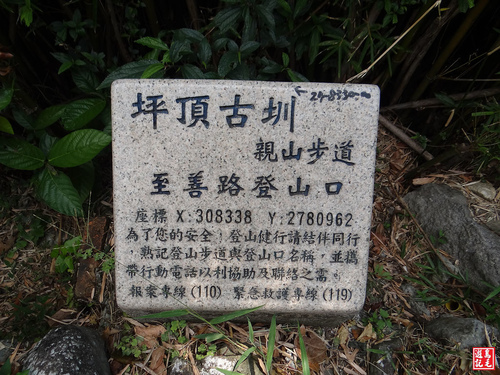 坪頂古圳
親山步道
至善路登山口
座標 X:308338 Y:2780962
為了您的安全，登山健行請結伴同行
，熟記登山步道與登山口名稱，並攜
帶行動電話以利協助及聯絡之需。
報案專線(110) 緊急救護專線(119)